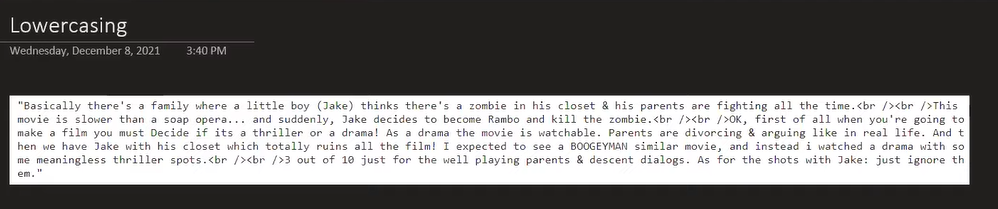 Lowercasing
Wednesday, December 8, 2021 3:40 PM
"Basically there's a family where a little boy (Jake) thinks there's a zombie in his closet & his parents are fighting all the time.<br /><br />This
movie is slower than a soap opera... and suddenly, Jake decides to become Rambo and kill the zombie.<br /><br />OK, first of all when you're going to
make a film you must Decide if its a thriller or a drama! As a drama the movie is watchable. Parents are divorcing & arguing like in real life. And t
hen we have Jake with his closet which totally ruins all the film! I expected to see a BOOGEYMAN similar movie, and instead i watched a drama with so
me meaningless thriller spots.<br /><br />3 out of 10 just for the well playing parents & descent dialogs. As for the shots with Jake: just ignore th
em."